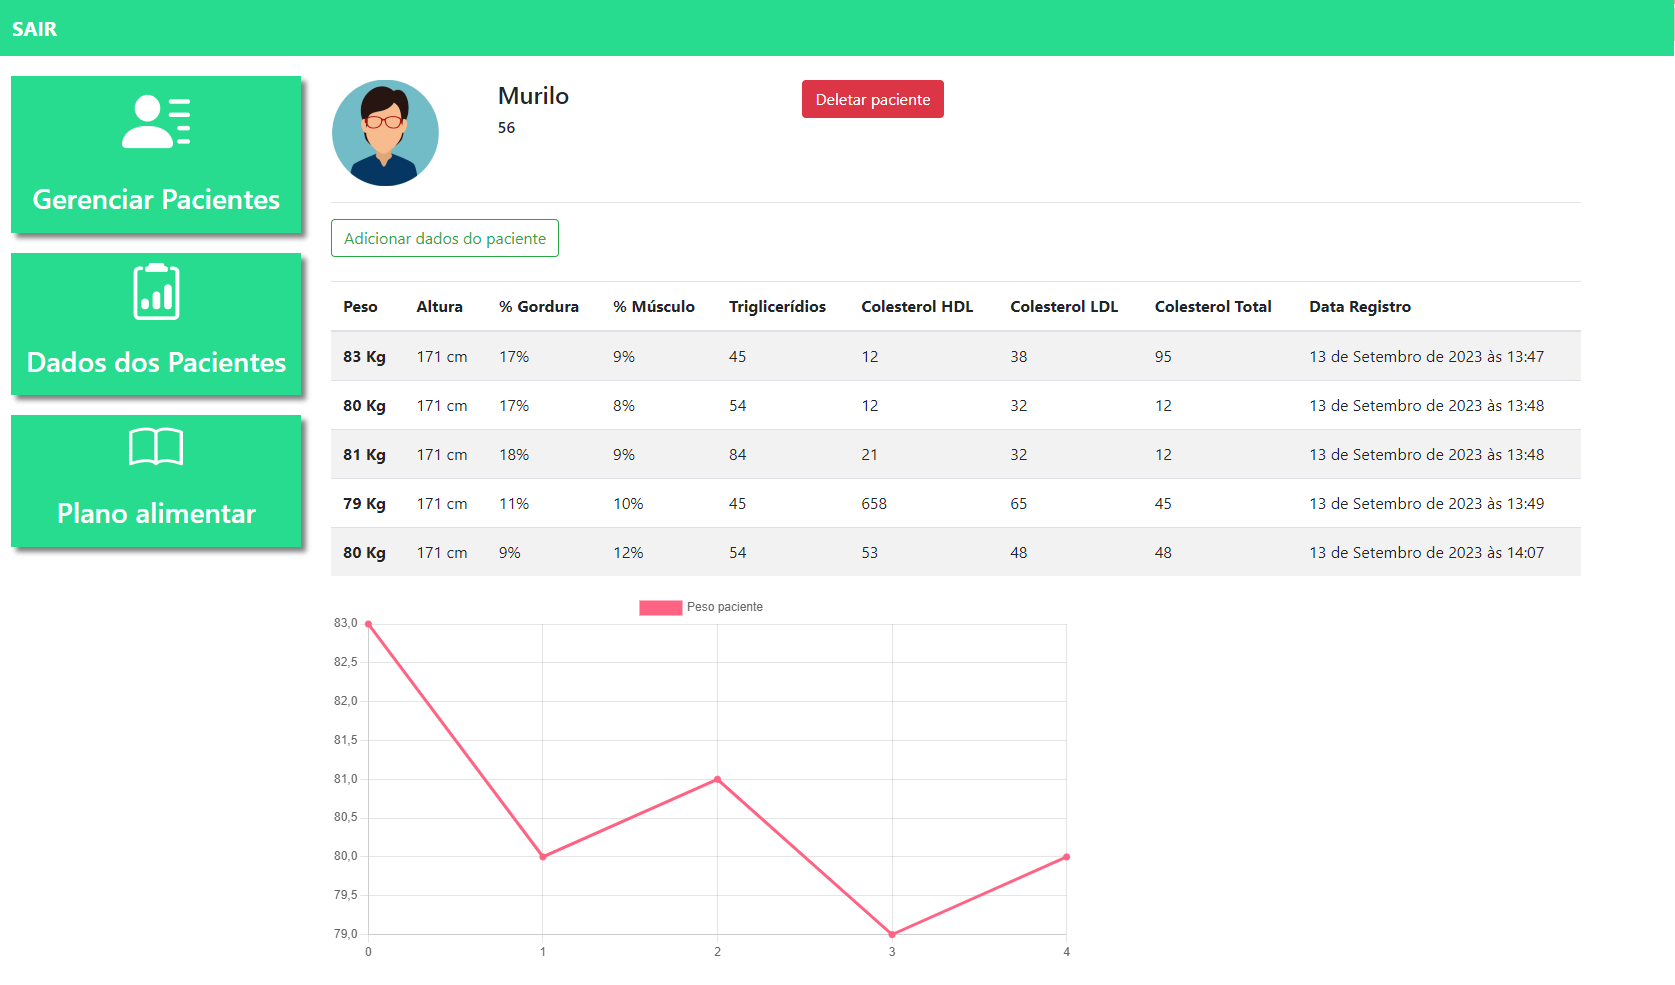 SAIR
Gerenciar Pacientes
Dados dos Pacientes
Plano alimentar
Murilo
56
Deletar paciente
Adicionar dados do paciente
Peso Altura % Gordura % Músculo Triglicerídios Colesterol HDL Colesterol LDL Colesterol Total Data Registro
83 Kg 171 cm 17% 9% 45 12 38 95 13 de Setembro de 2023 às 13:47
80 Kg 171 cm 17% 8% 54 12 32 12 13 de Setembro de 2023 às 13:48
81 Kg 171 cm 18% 9% 84 21 32 12 13 de Setembro de 2023 às 13:48
79 Kg 171 cm 11% 10% 45 658 65 45 13 de Setembro de 2023 às 13:49
80 Kg 171 cm 9% 12% 54 53 48 48 13 de Setembro de 2023 às 14:07
Peso paciente
83,0
82,5
82,0
81,5
81,0
80,5
80,0
79,5
79,0
0 1 2 3 4